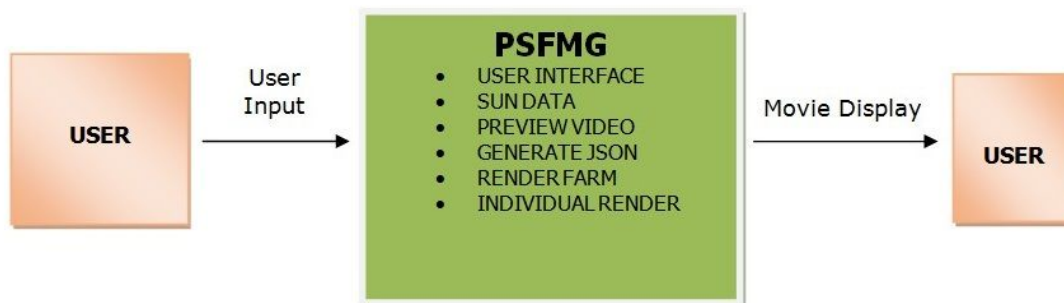 USER
User
Input
PSFMG
• USER INTERFACE
• SUN DATA
• PREVIEW VIDEO
• GENERATE JSON
• RENDER FARM
• INDIVIDUAL RENDER
Movie Display
USER